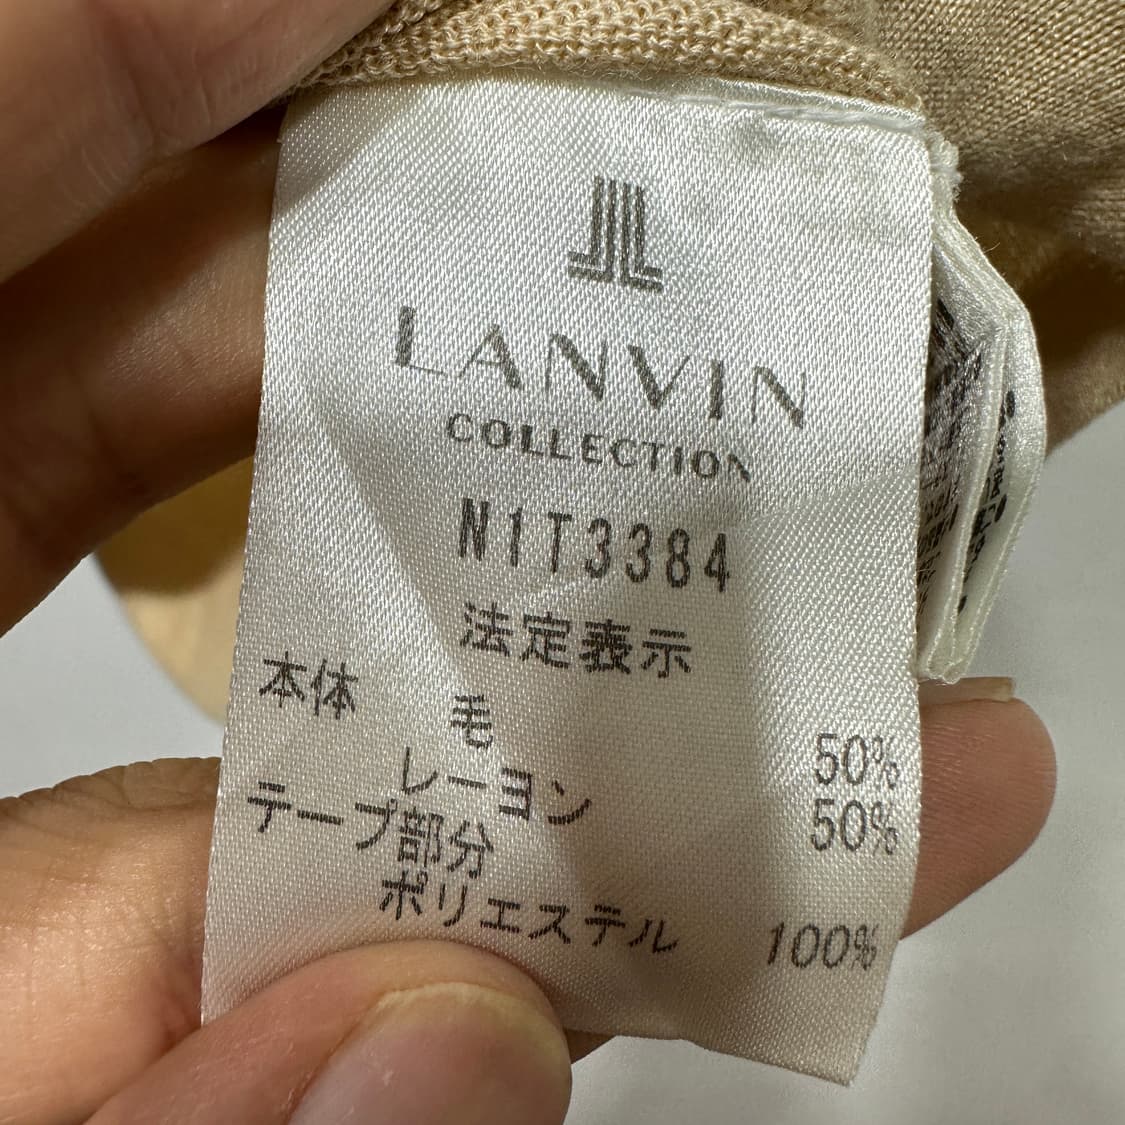 LANVIN
COLLECTION
N1T3384
法定表示
本体
毛 50%
レーヨン 50%
テープ部分
ポリエステル 100%